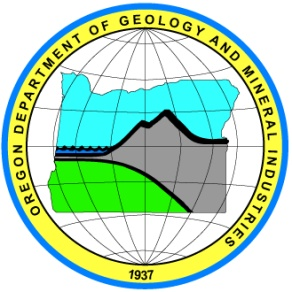 OREGON DEPARTMENT OF GEOLOGY AND MINERAL INDUSTRIES
1937